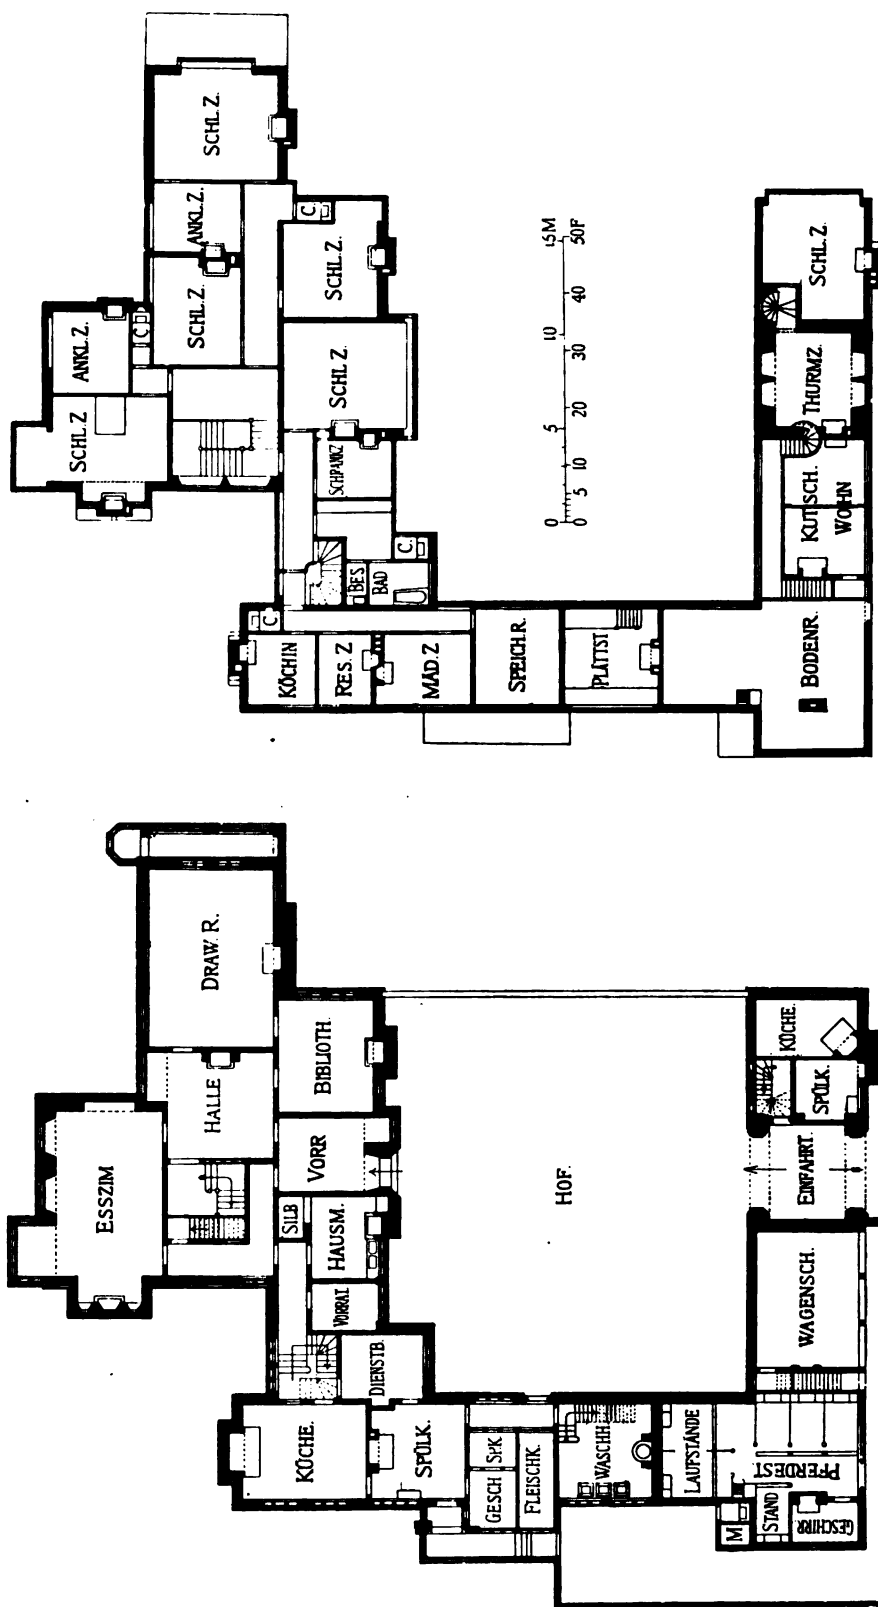 SCHL. Z.
ANKL. Z.
SCHL. Z.
C.
ANKL. Z.
C
SCHL. Z
SCHL. Z.
SCHL Z.
SCHRANKZ
C.
BES
BAD
C.
KÖCHIN
RES. Z
MÄD. Z
SPEICH. R.
PLÄTTST
BODENR.
KUTSCH.
WOHN
THURMZ.
SCHL. Z.
0 5 10 15M
0 5 10 20 30 40 50F
DRAW. R.
HALLE
ESSZIM
BIBLIOTH.
VORR
SILB
HAUSM.
VORRAT
DIENSTB.
KÜCHE.
SPÜLK.
GESCH
SPK.
FLEISCHK.
WASCHH.
LAUFSTÄNDE
PFERDEST
STAND
GESCHIRR
M
WAGENSCH.
EINFAHRT.
SPÜLK.
KÜCHE.
HOF.